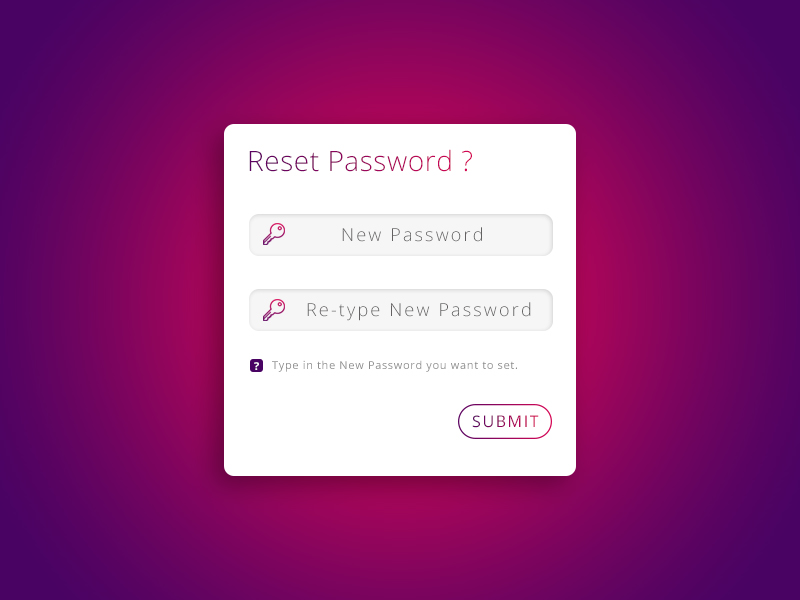 Reset Password ?
New Password
Re-type New Password
? Type in the New Password you want to set.
SUBMIT